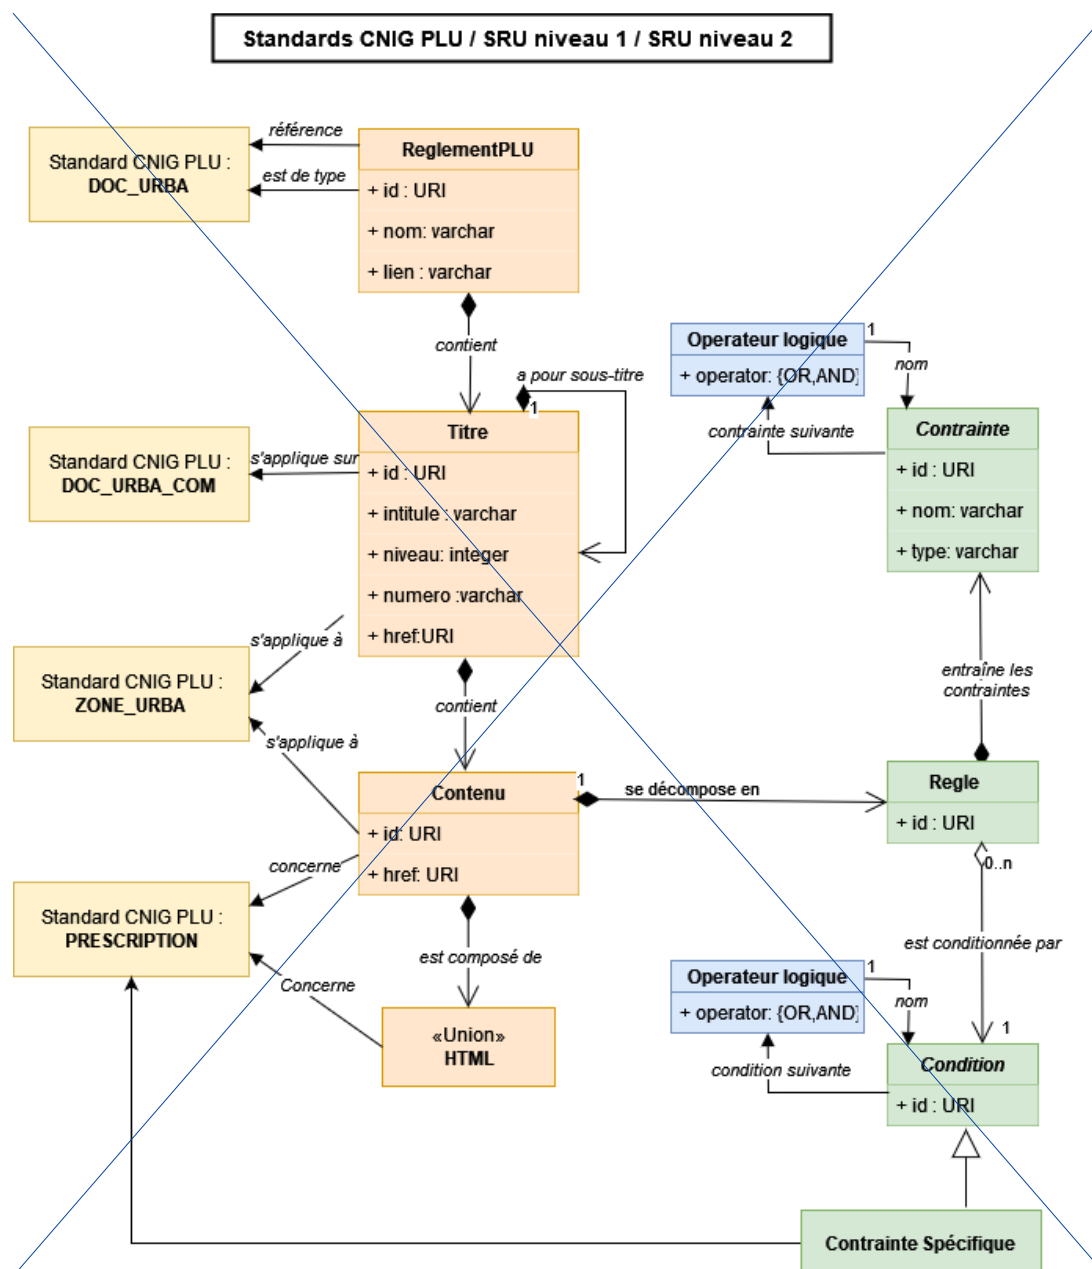 Standards CNIG PLU / SRU niveau 1 / SRU niveau 2
référence
Standard CNIG PLU :
DOC_URBA
est de type
ReglementPLU
+ id : URI
+ nom: varchar
+ lien : varchar
contient
Operateur logique
+ operator: {OR,AND}
1
nom
contrainte suivante
a pour sous-titre
1
Titre
+ id : URI
+ intitule : varchar
+ niveau: integer
+ numero :varchar
+ href:URI
s'applique sur
Standard CNIG PLU :
DOC_URBA_COM
Contrainte
+ id : URI
+ nom: varchar
+ type: varchar
s'applique à
Standard CNIG PLU :
ZONE_URBA
s'applique à
contient
entraîne les
contraintes
Contenu
+ id: URI
+ href: URI
1
se décompose en
Regle
+ id : URI
0..n
concerne
Standard CNIG PLU :
PRESCRIPTION
Concerne
est composé de
est conditionnée par
1
«Union»
HTML
Operateur logique
+ operator: {OR,AND}
1
nom
condition suivante
Condition
+ id : URI
Contrainte Spécifique